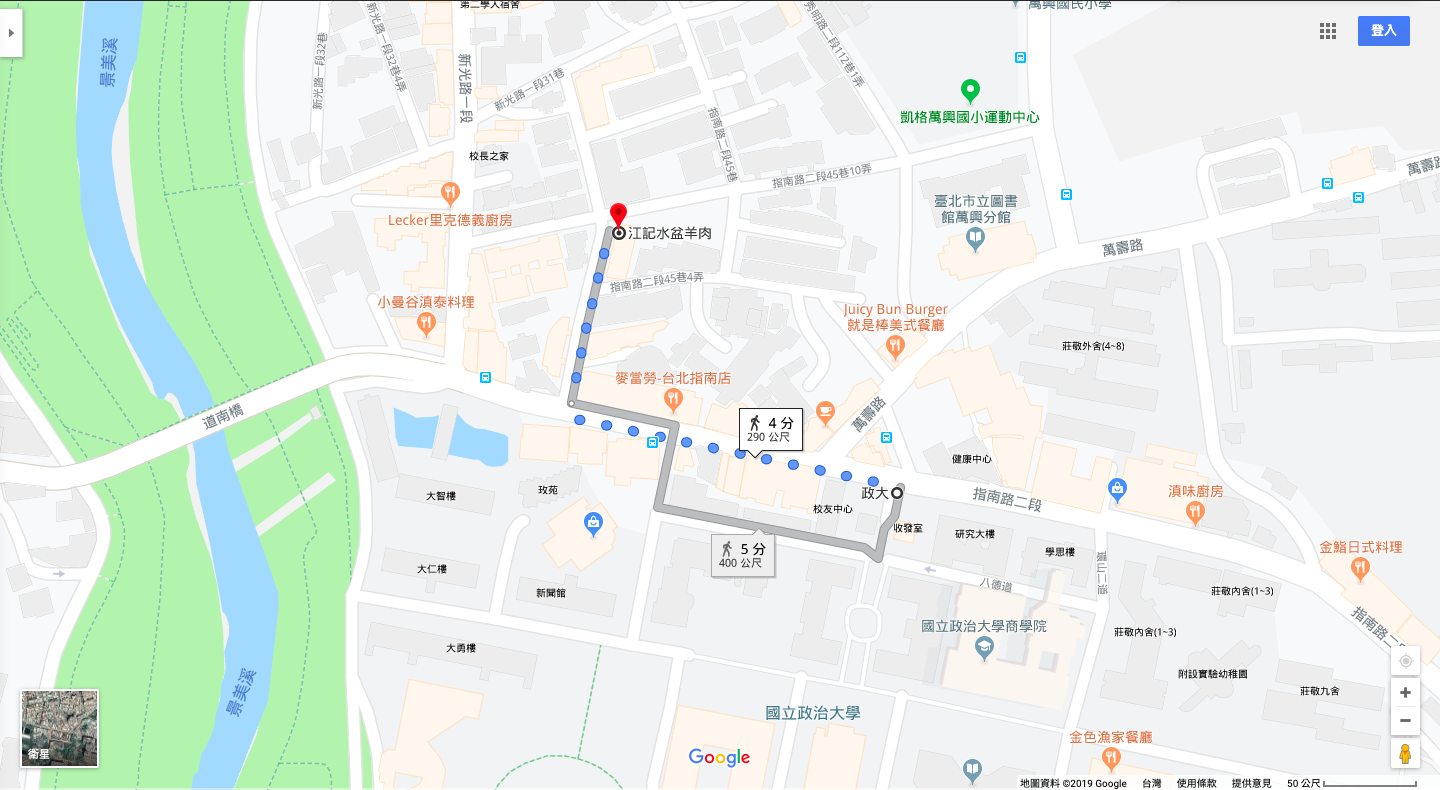 第二學人宿舍
萬興國民小學
登入
景美溪
新光路一段32巷
新光路一段32巷4弄
新光路一段
新光路一段31巷
秀明路二段112巷1弄
指南路二段45巷
凱格萬興國小運動中心
校長之家
指南路二段45巷10弄
萬壽路
Lecker里克德義廚房
臺北市立圖書
館萬興分館
江記水盆羊肉
萬壽路
指南路二段45巷4弄
小曼谷滇泰料理
Juicy Bun Burger
就是棒美式餐廳
莊敬外舍(4~8)
麥當勞-台北指南店
道南橋
萬壽路
4 分
290 公尺
健康中心
大智樓
玫苑
政大
校友中心
指南路二段
滇味廚房
收發室
研究大樓
學思樓
5 分
400 公尺
金鮨日式料理
環山二道
大仁樓
新聞館
八德道
莊敬內舍(1~3)
指南路二段
國立政治大學商學院
莊敬內舍(1~3)
大勇樓
附設實驗幼稚園
莊敬九舍
景美溪
國立政治大學
金色漁家餐廳
衛星
Google
地圖資料 ©2019 Google 台灣 使用條款 提供意見 50 公尺